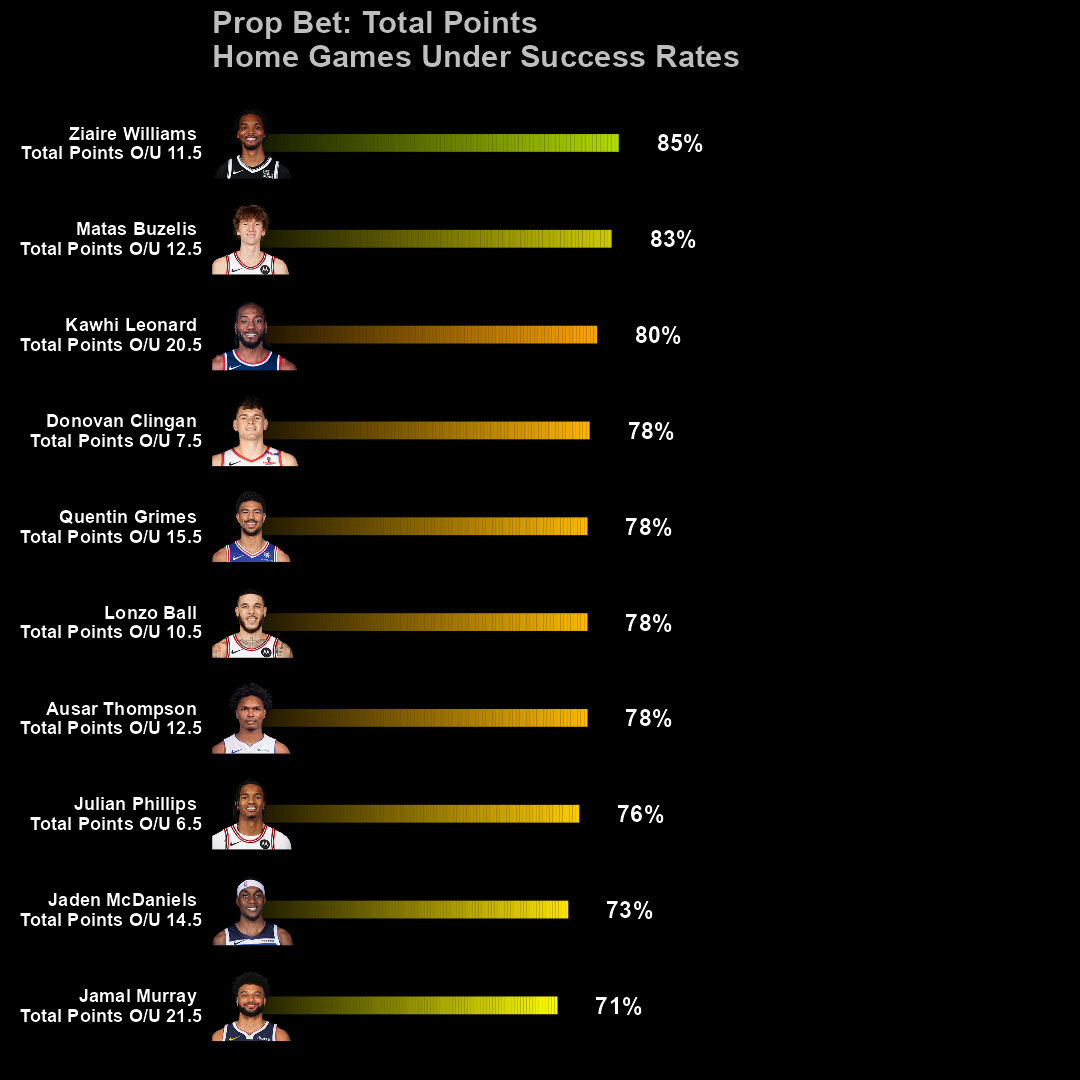 Prop Bet: Total Points
Home Games Under Success Rates
Ziaire Williams
Total Points O/U 11.5
85%
Matas Buzelis
Total Points O/U 12.5
83%
Kawhi Leonard
Total Points O/U 20.5
80%
Donovan Clingan
Total Points O/U 7.5
78%
Quentin Grimes
Total Points O/U 15.5
78%
Lonzo Ball
Total Points O/U 10.5
78%
Ausar Thompson
Total Points O/U 12.5
78%
Julian Phillips
Total Points O/U 6.5
76%
Jaden McDaniels
Total Points O/U 14.5
73%
Jamal Murray
Total Points O/U 21.5
71%